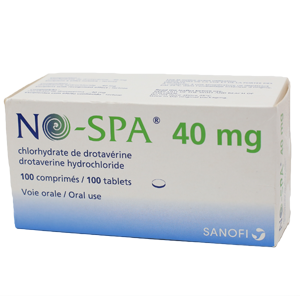 NO-SPA® 40 mg
chlorhydrate de drotavérine
drotaverine hydrochloride
100 comprimés / 100 tablets
Voie orale / Oral use
SANOFI